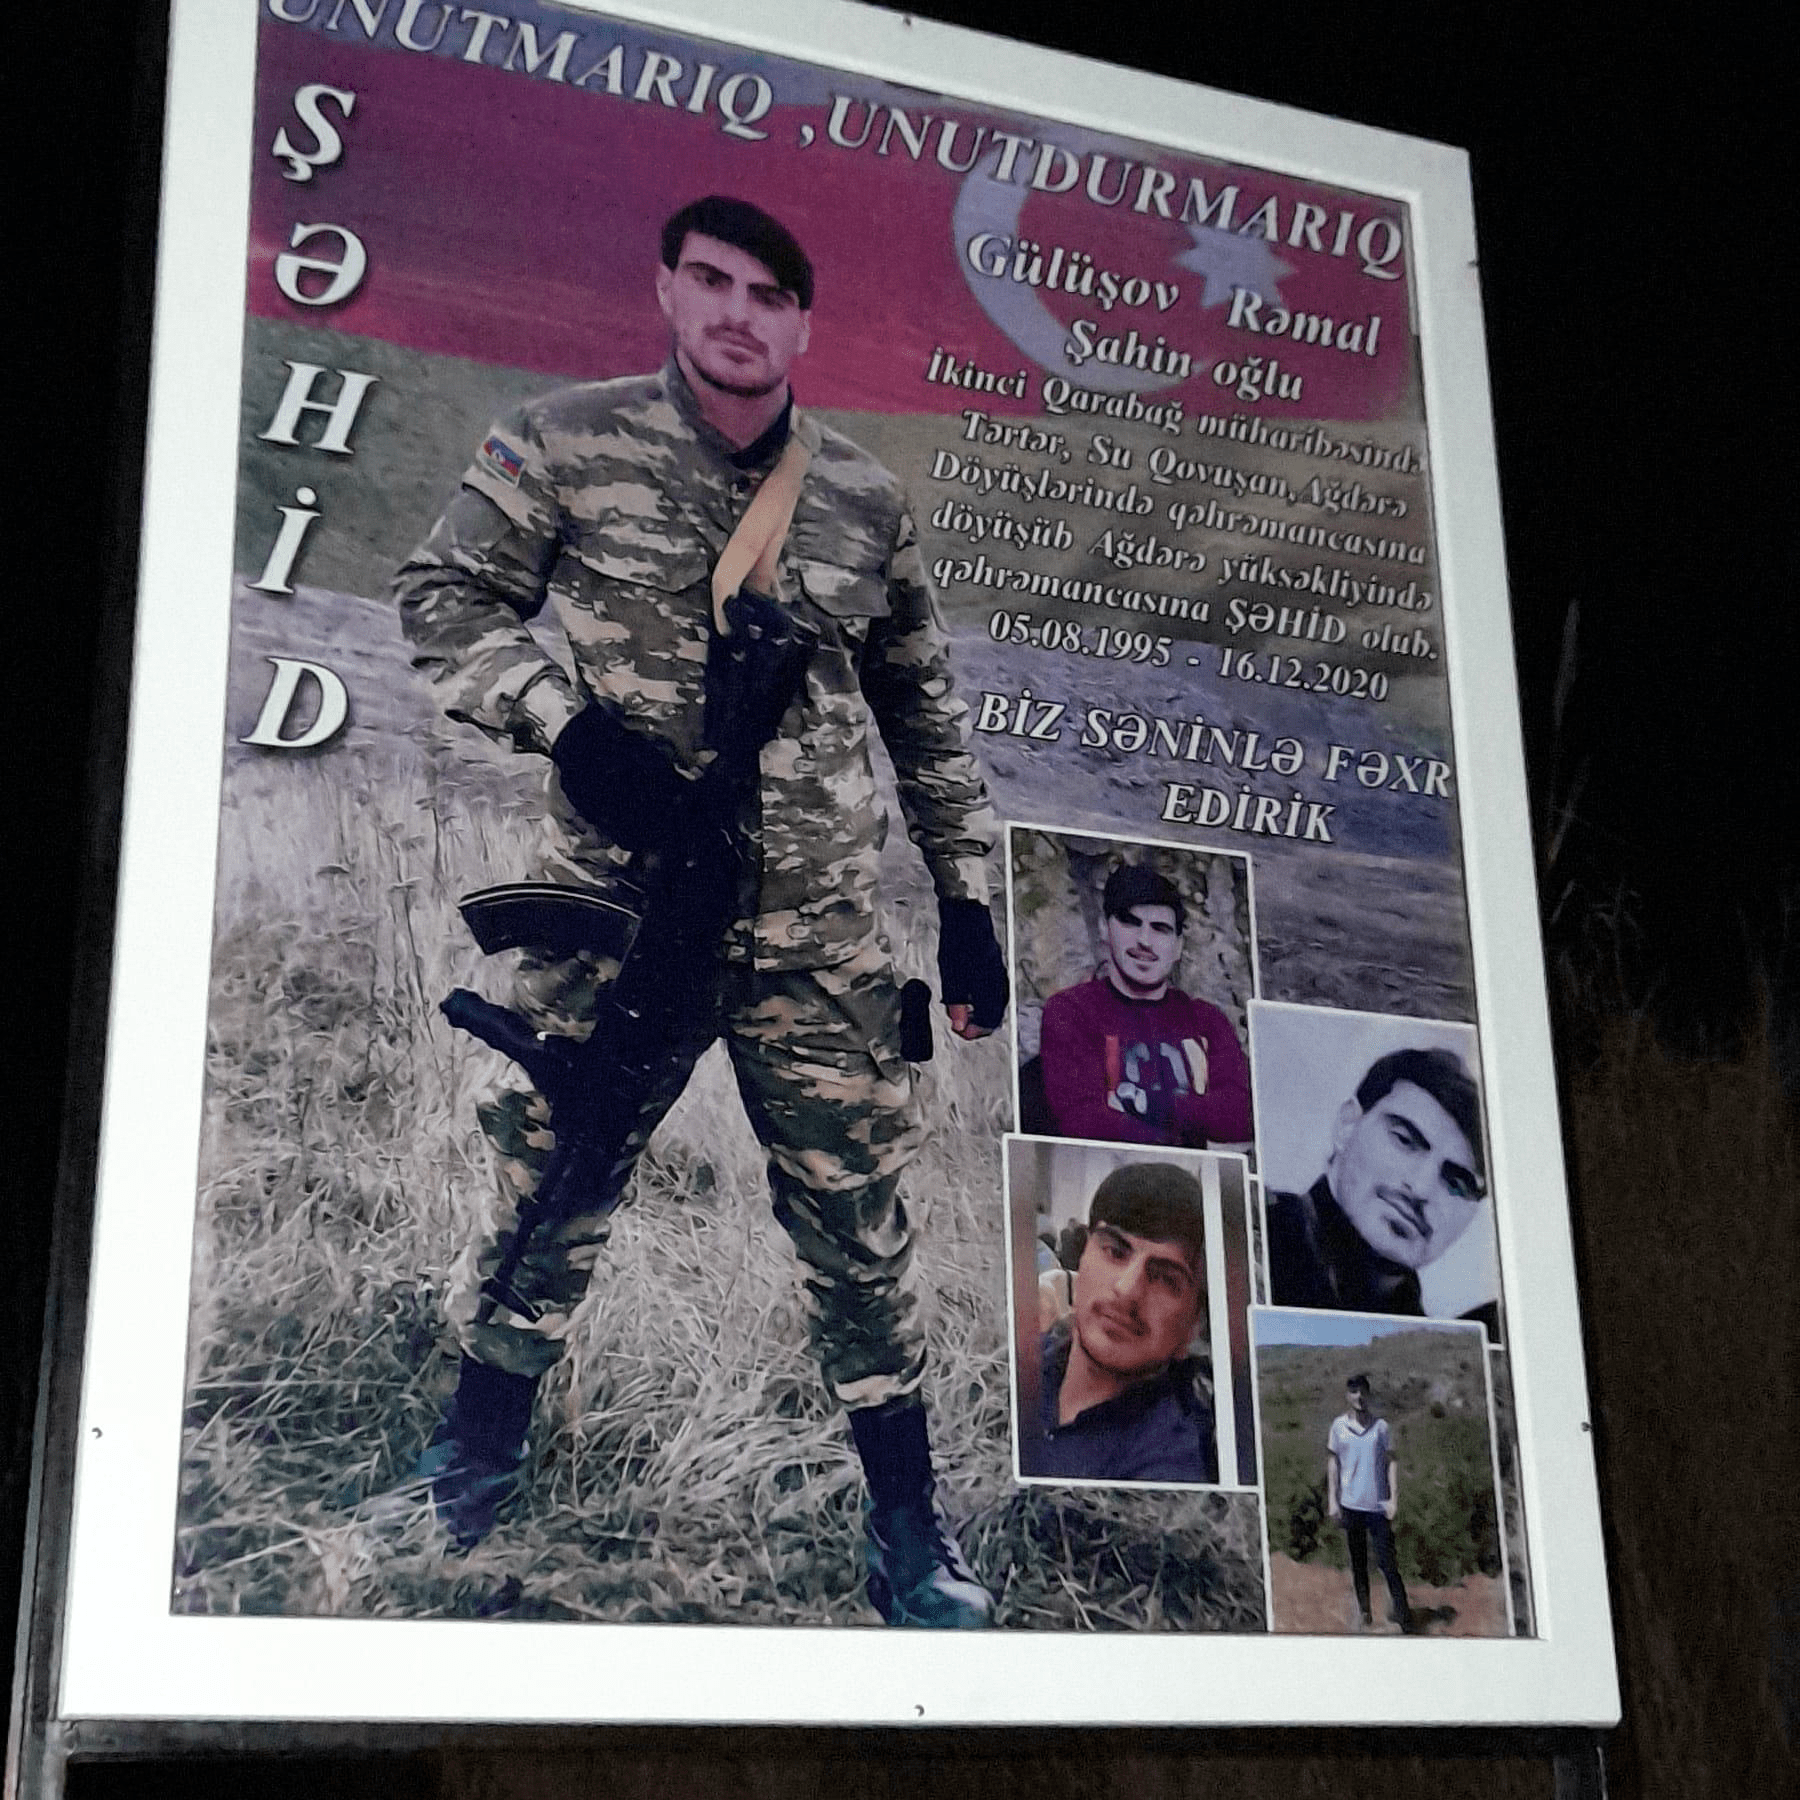 UNUTMARIQ ,UNUTDURMARIQ
ŞƏHİD
Gülüşov Rəmal
Şahin oğlu
İkinci Qarabağ müharibəsində
Tərtər, Su Qovuşan,Ağdərə
Döyüşlərində qəhrəmancasına
döyüşüb Ağdərə yüksəkliyində
qəhrəmancasına ŞƏHİD olub.
05.08.1995 - 16.12.2020
BİZ SƏNİNLƏ FƏXR
EDİRİK